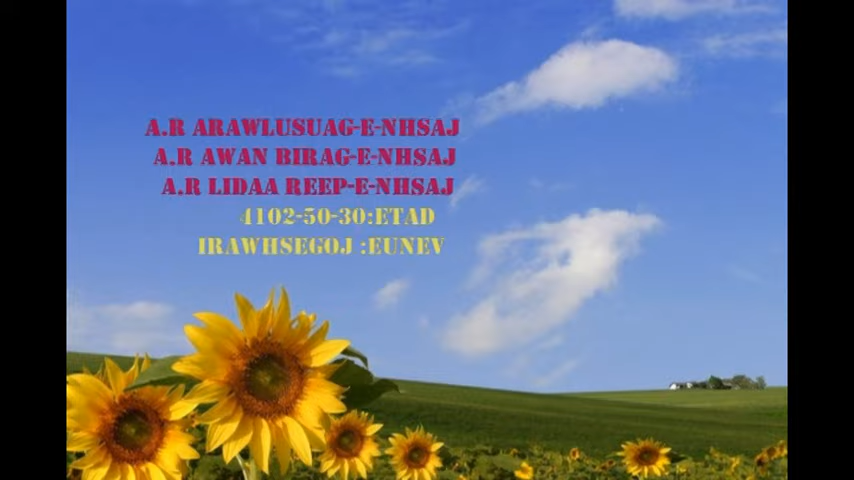 A.R ARAWLUSUAG-E-NHSAJ
A.R AWAN BIRAG-E-NHSAJ
A.R LIDAA REEP-E-NHSAJ
4102-50-30:ETAD
IRAWHSEGOJ :EUNEV